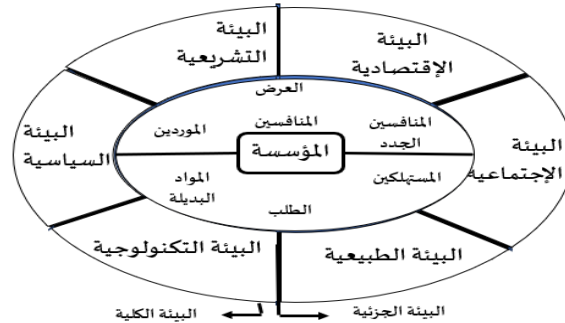 البيئة
الإقتصادية
البيئة
التشريعية
البيئة
الإجتماعية
البيئة
السياسية
العرض
المنافسين
الجدد
المنافسين
الموردين
المؤسسة
المستهلكين
المواد
البديلة
الطلب
البيئة الطبيعية
البيئة التكنولوجية
البيئة الجزئية
البيئة الكلية